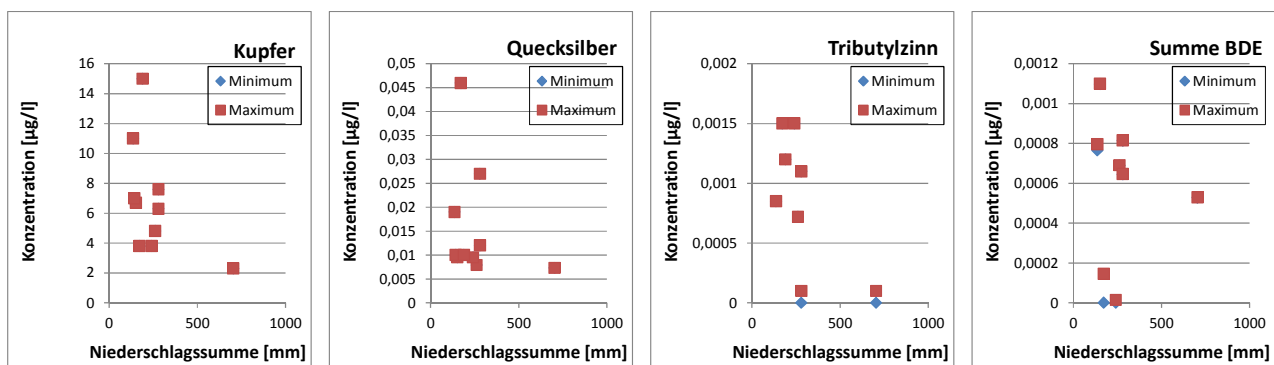 Kupfer
Konzentration [µg/l]
16
14
12
10
8
6
4
2
0
Minimum
Maximum
0 500 1000
Niederschlagssumme [mm]
Quecksilber
Konzentration [µg/l]
0,05
0,045
0,04
0,035
0,03
0,025
0,02
0,015
0,01
0,005
0
Minimum
Maximum
0 500 1000
Niederschlagssumme [mm]
Tributylzinn
Konzentration [µg/l]
0,002
0,0015
0,001
0,0005
0
Minimum
Maximum
0 500 1000
Niederschlagssumme [mm]
Summe BDE
Konzentration [µg/l]
0,0012
0,001
0,0008
0,0006
0,0004
0,0002
0
Minimum
Maximum
0 500 1000
Niederschlagssumme [mm]